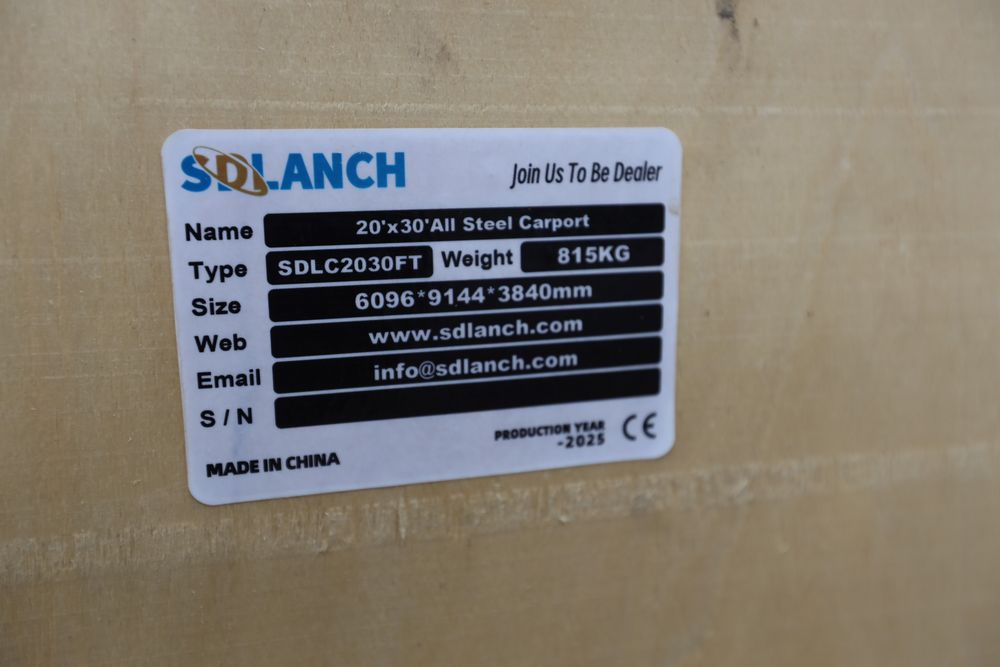 SDLANCH
Join Us To Be Dealer
Name 20'x30'All Steel Carport
Type SDLC2030FT Weight 815KG
Size 6096*9144*3840mm
Web www.sdlanch.com
Email info@sdlanch.com
S / N
PRODUCTION YEAR
-2025
CE
MADE IN CHINA